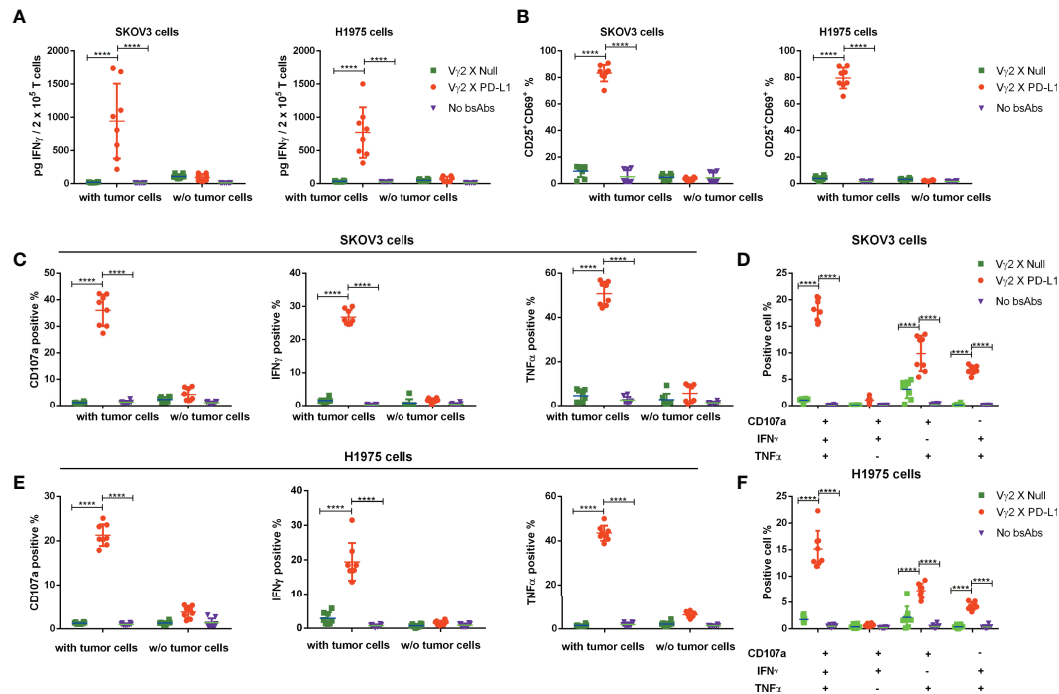 A
B
SKOV3 cells
H1975 cells
SKOV3 cells
H1975 cells
pg IFNγ / 2 x 10⁵ T cells
2000
1500
1000
500
0
**** ****
with tumor cells w/o tumor cells
pg IFNγ / 2 x 10⁵ T cells
2000
1500
1000
500
0
**** ****
with tumor cells w/o tumor cells
Vγ2 X Null
Vγ2 X PD-L1
No bsAbs
CD25⁺CD69⁺ %
100
80
60
40
20
0
**** ****
with tumor cells w/o tumor cells
CD25⁺CD69⁺ %
100
80
60
40
20
0
**** ****
with tumor cells w/o tumor cells
Vγ2 X Null
Vγ2 X PD-L1
No bsAbs
C
SKOV3 cells
CD107a positive %
50
40
30
20
10
0
**** ****
with tumor cells w/o tumor cells
IFNγ positive %
40
30
20
10
0
**** ****
with tumor cells w/o tumor cells
TNFα positive %
60
40
20
0
**** ****
with tumor cells w/o tumor cells
D
SKOV3 cells
Positive cell %
25
20
15
10
5
0
**** ****
**** ****
**** ****
Vγ2 X Null
Vγ2 X PD-L1
No bsAbs
CD107a + + + -
IFNγ + + - +
TNFα + - + +
E
H1975 cells
CD107a positive %
30
20
10
0
**** ****
with tumor cells w/o tumor cells
IFNγ positive %
40
30
20
10
0
**** ****
with tumor cells w/o tumor cells
TNFα positive %
60
40
20
0
**** ****
with tumor cells w/o tumor cells
F
H1975 cells
Positive cell %
25
20
15
10
5
0
**** ****
**** ****
**** ****
Vγ2 X Null
Vγ2 X PD-L1
No bsAbs
CD107a + + + -
IFNγ + + - +
TNFα + - + +